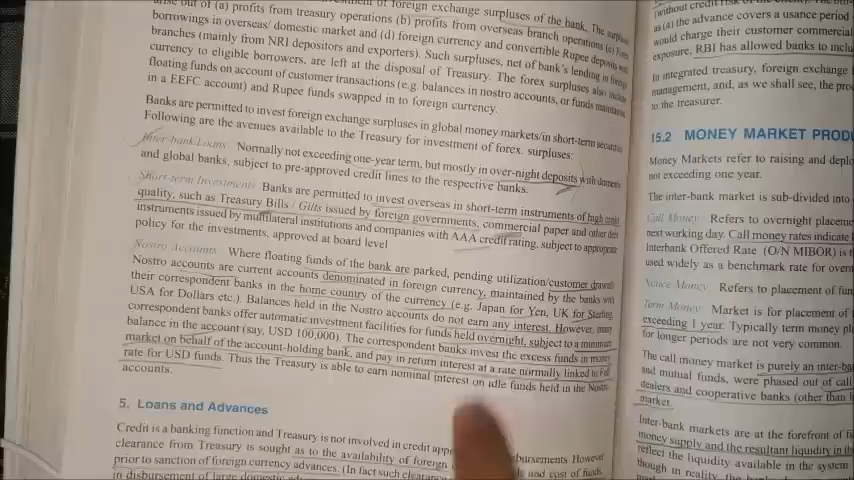 of foreign exchange surpluses of the bank. The surplus
arise out of (a) profits from treasury operations (b) profits from overseas branch operations (c)
borrowings in overseas/ domestic market and (d) foreign currency and convertible Rupee deposits with
branches (mainly from NRI depositors and exporters). Such surpluses, net of bank's lending in foreign
currency to eligible borrowers, are left at the disposal of Treasury. The forex surpluses also include
floating funds on account of customer transactions (e.g. balances in nostro accounts, or funds maintained
in a EEFC account) and Rupee funds swapped in to foreign currency.
Banks are permitted to invest foreign exchange surpluses in global money markets/in short-term securities
Following are the avenues available to the Treasury for investment of forex. surpluses:
Inter-bank Loans Normally not exceeding one-year term, but mostly in over-night deposits with domestic
and global banks, subject to pre-approved credit lines to the respective banks.
Short-term Investments Banks are permitted to invest overseas in short-term instruments of high credit
quality, such as Treasury Bills / Gilts issued by foreign governments, commercial paper and other debt
instruments issued by multilateral institutions and companies with AAA credit rating, subject to appropriate
policy for the investments, approved at board level
Nostro Accounts Where floating funds of the bank are parked, pending utilization/customer drawals
Nostro accounts are current accounts denominated in foreign currency, maintained by the banks with
their correspondent banks in the home country of the currency (e.g. Japan for Yen, UK for Sterling,
USA for Dollars etc.). Balances held in the Nostro accounts do not earn any interest. However, many
correspondent banks offer automatic investment facilities for funds held overnight, subject to a minimum
balance in the account (say, USD 100,000). The correspondent banks invest the excess funds in money
market on behalf of the account-holding bank, and pay in return interest at a rate normally linked to Fed
rate for USD funds. Thus the Treasury is able to earn nominal interest on idle funds held in the Nostro
accounts.
5. Loans and Advances
Credit is a banking function and Treasury is not involved in credit However
clearance from Treasury is sought as to the availability of foreign and cost of funds
prior to sanction of foreign currency advances. (In fact such clearance
in disbursement of large domestic
(without credit
as (a) the advance covers a usance period
would charge their customer commercial
exposure, RBI has allowed banks to
In integrated treasury, foreign exchange
management, and, as we shall see, the
to the treasurer.
15.2 MONEY MARKET
Money Markets refer to raising and
not exceeding one year.
The inter-bank market is sub-divided into
Call Money Refers to overnight
next working day. Call money rates indicate
Interbank Offered Rate (O/N MIBOR) is
used widely as a benchmark rate for
Notice Money Refers to placement of
Term Money Market is for placement of
exceeding 1 year. Typically term money
for longer periods are not very common.
The call money market is purely an
and mutual funds, were phased out of call
dealers and cooperative banks (other than
market.
Inter-bank markets are at the forefront of
money supply and the resultant liquidity in
reflect the liquidity available in the system
though in reality, the